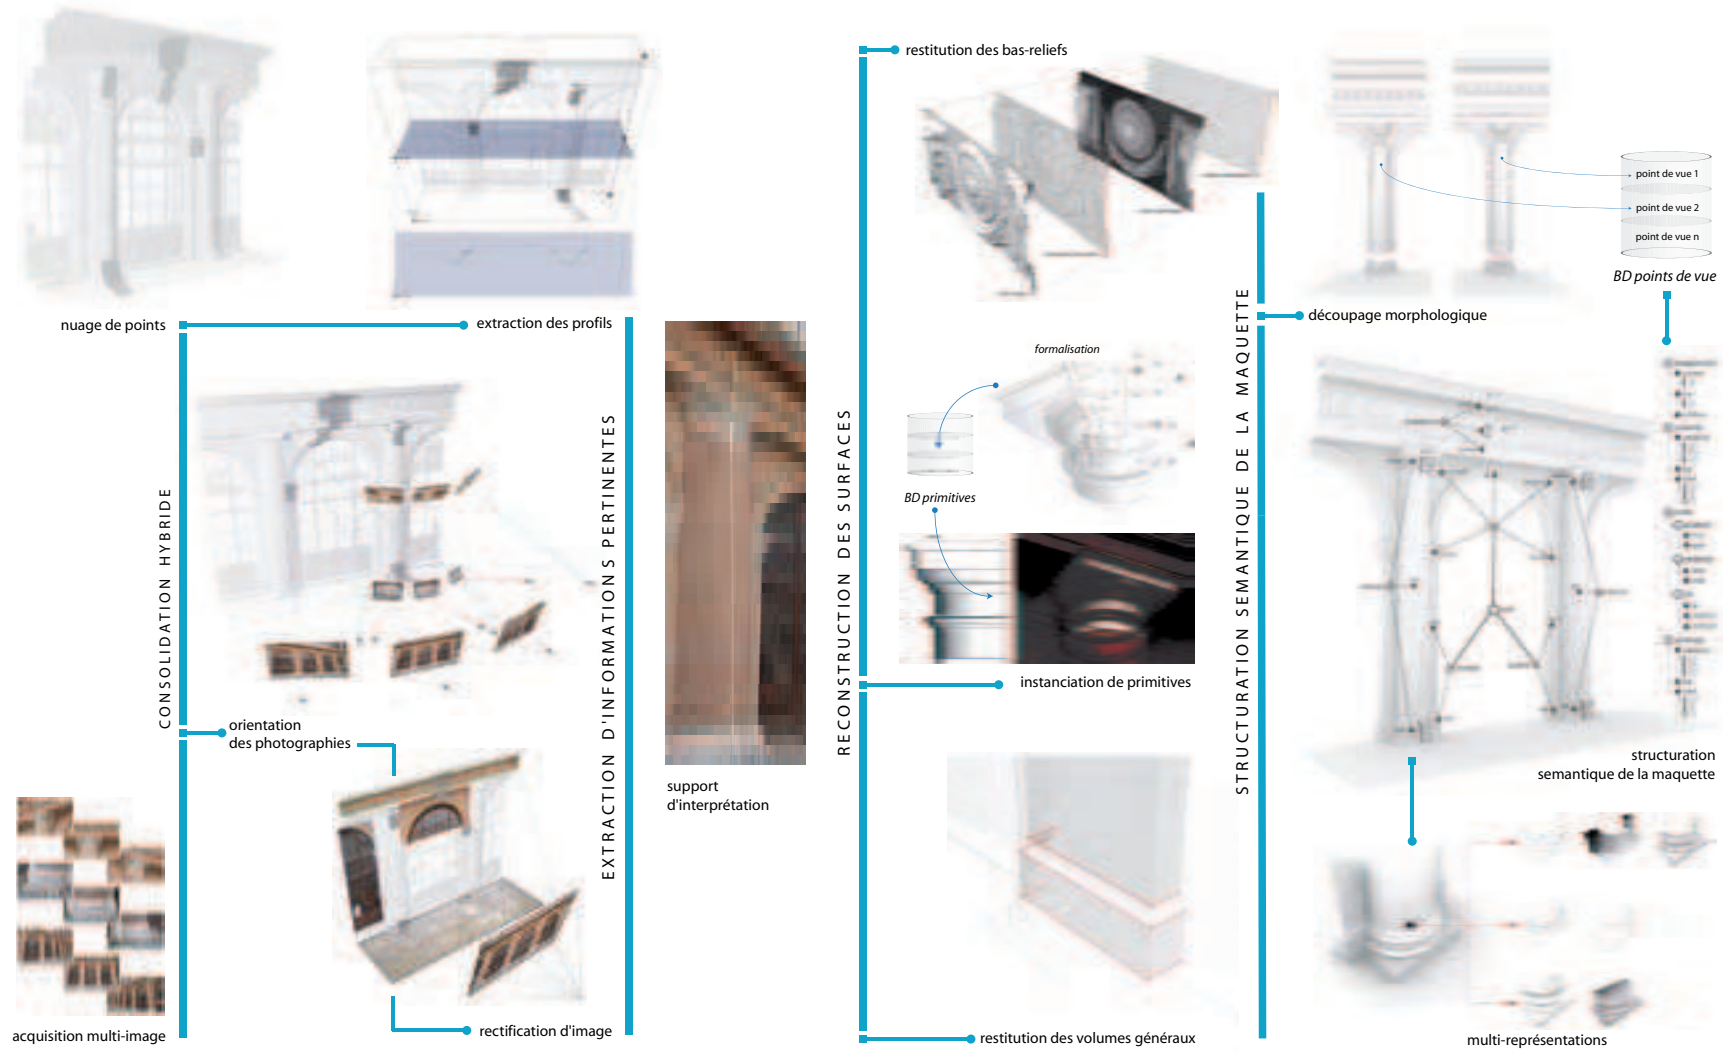 nuage de points
extraction des profils
CONSOLIDATION HYBRIDE
orientation
des photographies
acquisition multi-image
rectification d'image
EXTRACTION D'INFORMATIONS PERTINENTES
support
d'interprétation
RECONSTRUCTION DES SURFACES
restitution des bas-reliefs
formalisation
BD primitives
instanciation de primitives
restitution des volumes généraux
STRUCTURATION SEMANTIQUE DE LA MAQUETTE
point de vue 1
point de vue 2
point de vue n
BD points de vue
découpage morphologique
structuration
semantique de la maquette
multi-représentations